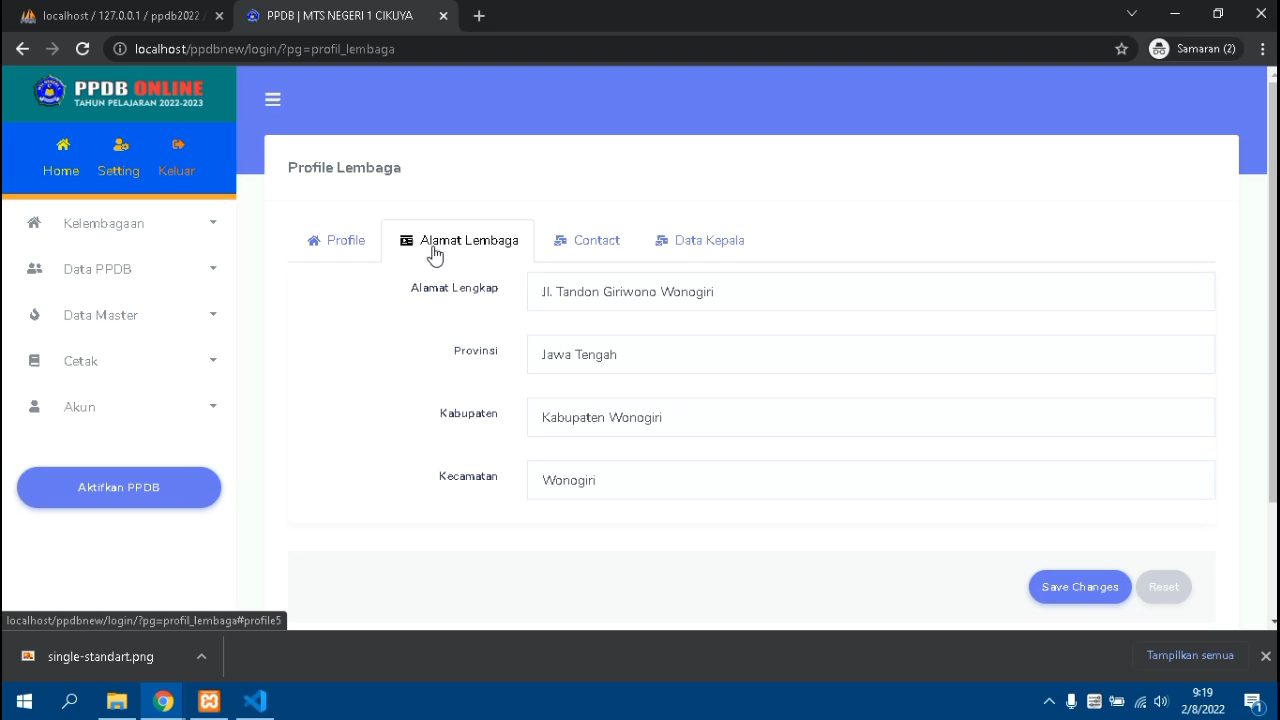 localhost / 127.0.0.1 / ppdb2022
PPDB | MTS NEGERI 1 CIKUYA
localhost/ppdbnew/login/?pg=profil_lembaga
Samaran (2)
PPDB ONLINE
TAHUN PELAJARAN 2022-2023
Home
Setting
Keluar
Kelembagaan
Data PPDB
Data Master
Cetak
Akun
Aktifkan PPDB
Profile Lembaga
Profile
Alamat Lembaga
Contact
Data Kepala
Alamat Lengkap
Jl. Tandon Giriwono Wonogiri
Provinsi
Jawa Tengah
Kabupaten
Kabupaten Wonogiri
Kecamatan
Wonogiri
Save Changes
Reset
localhost/ppdbnew/login/?pg=profil_lembaga#profile5
single-standart.png
Tampilkan semua
9:19
2/8/2022
1